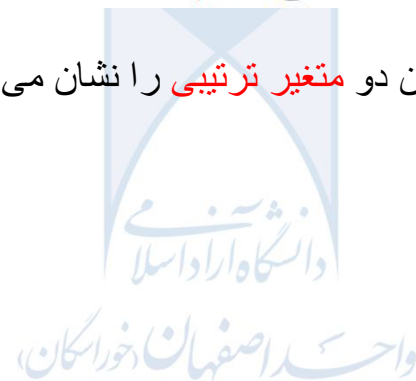 ن دو متغیر ترتیبی را نشان می
دانشگاه آزاد اسلامی
واحد اصفهان (خوراسگان)